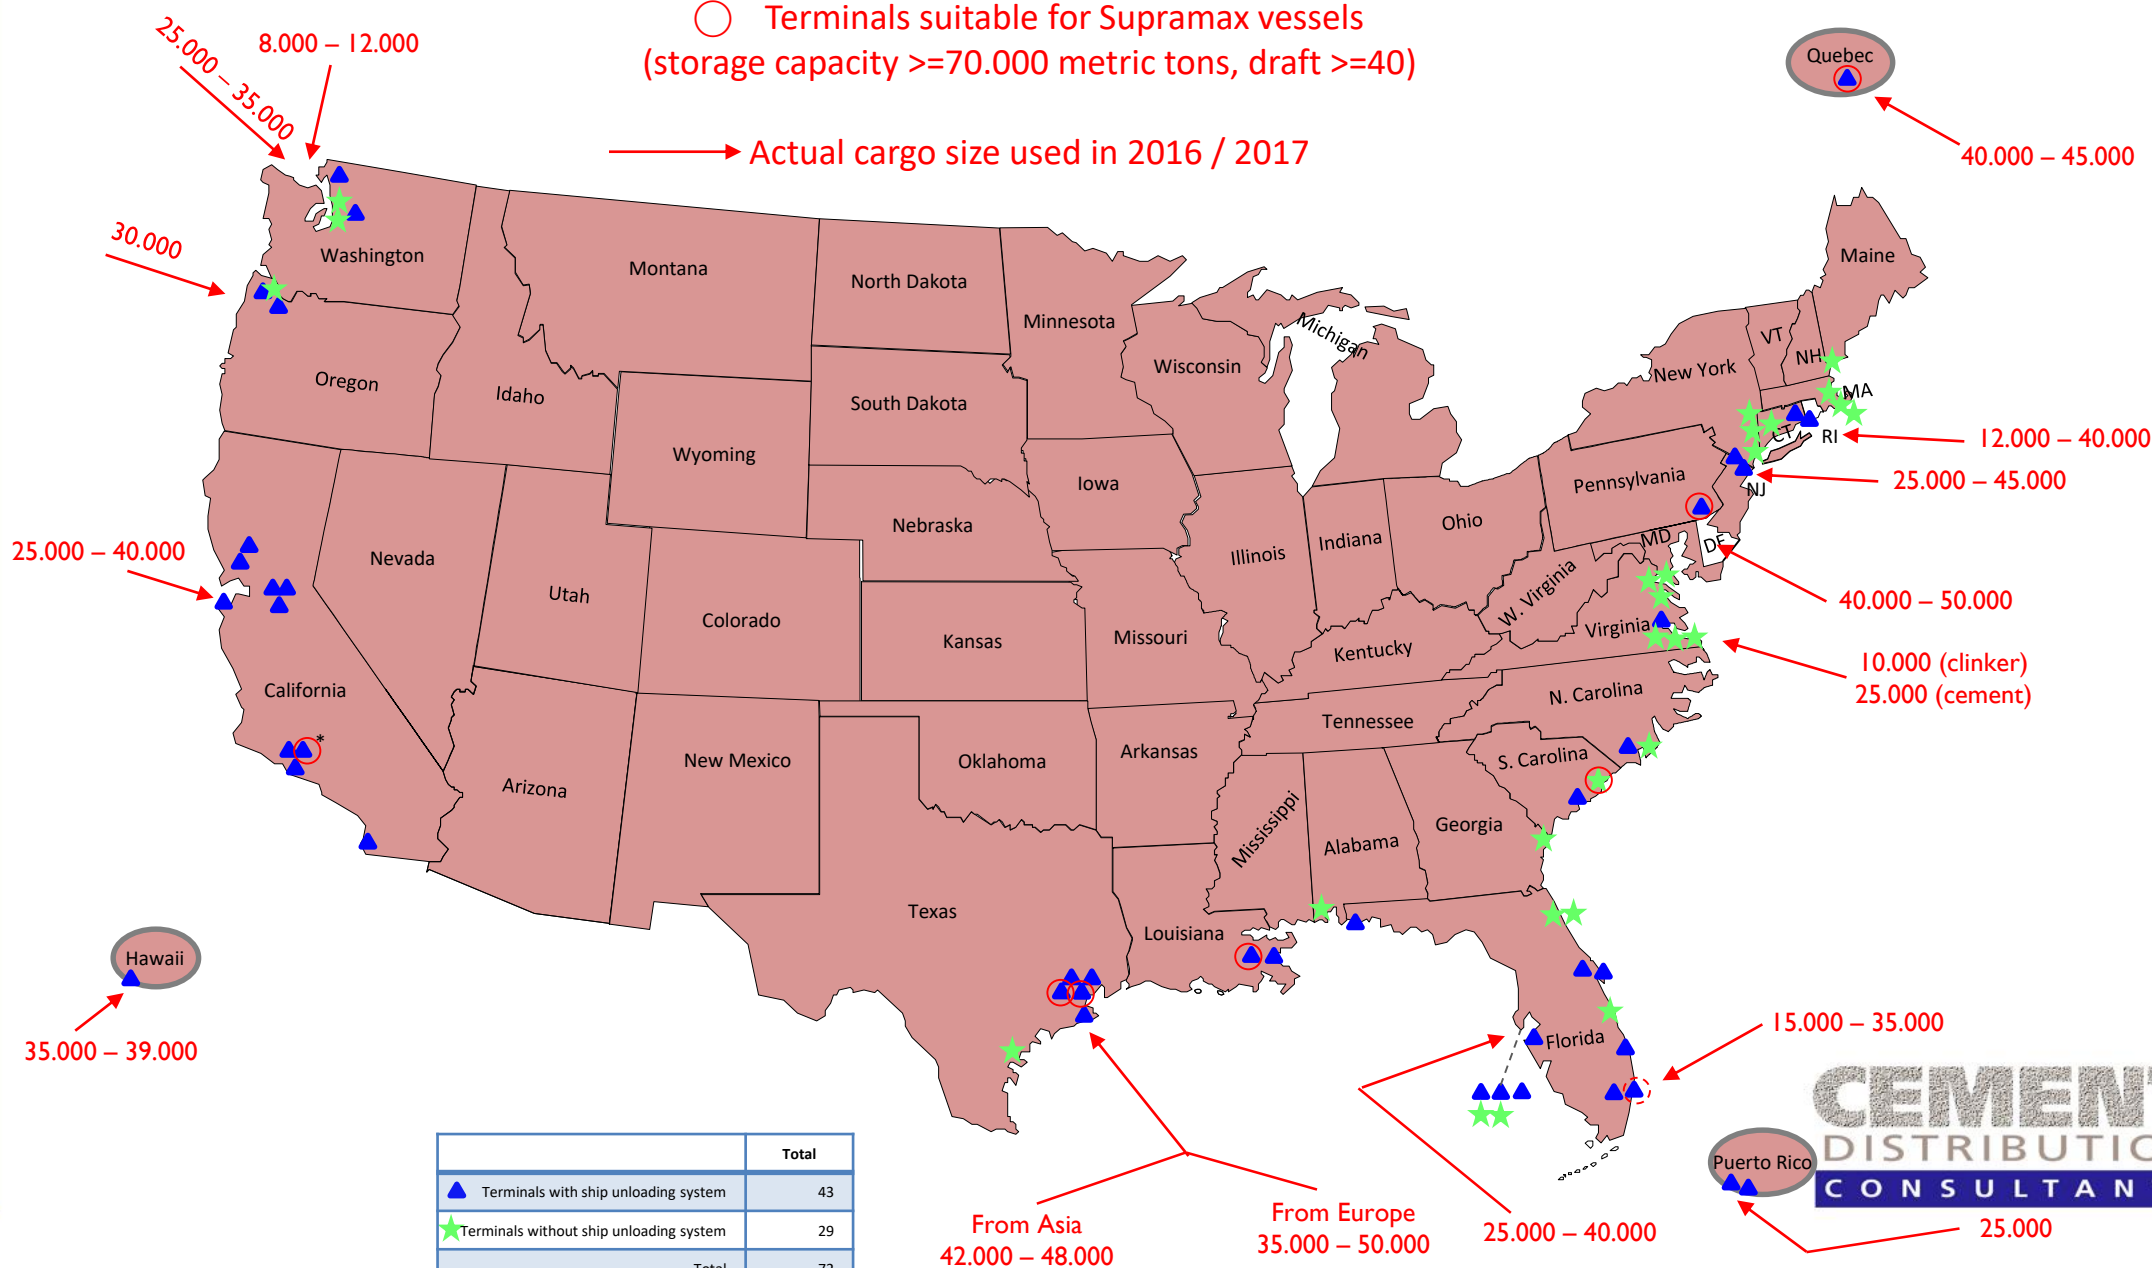 Terminals suitable for Supramax vessels
(storage capacity >=70.000 metric tons, draft >=40)
Actual cargo size used in 2016 / 2017
25.000 – 35.000
8.000 – 12.000
Quebec
40.000 – 45.000
30.000
Washington
Montana
North Dakota
Minnesota
Michigan
Wisconsin
Maine
VT
NH
New York
MA
Oregon
Idaho
South Dakota
Wyoming
CT
RI
12.000 – 40.000
25.000 – 45.000
NJ
Iowa
Pennsylvania
Nebraska
Ohio
Indiana
Illinois
MD
DE
25.000 – 40.000
Nevada
Utah
Colorado
Kansas
Missouri
W. Virginia
Virginia
Kentucky
40.000 – 50.000
10.000 (clinker)
25.000 (cement)
California
*
N. Carolina
Tennessee
S. Carolina
Arizona
New Mexico
Oklahoma
Arkansas
Mississippi
Alabama
Georgia
Texas
Louisiana
Hawaii
35.000 – 39.000
Florida
15.000 – 35.000
CEMENT
DISTRIBUTIO
CONSULTAN
Puerto Rico
25.000
Total
Terminals with ship unloading system 43
Terminals without ship unloading system 29
Total 72
From Asia
42.000 – 48.000
From Europe
35.000 – 50.000
25.000 – 40.000